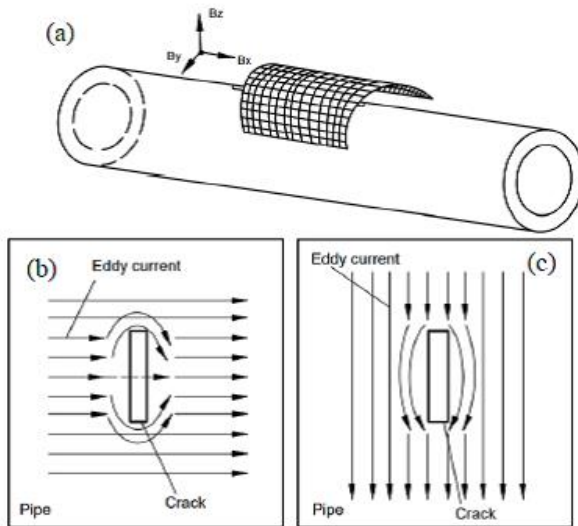 (a)
Bz
By
Bx
(b)
Eddy current
Crack
Pipe
(c)
Eddy current
Crack
Pipe